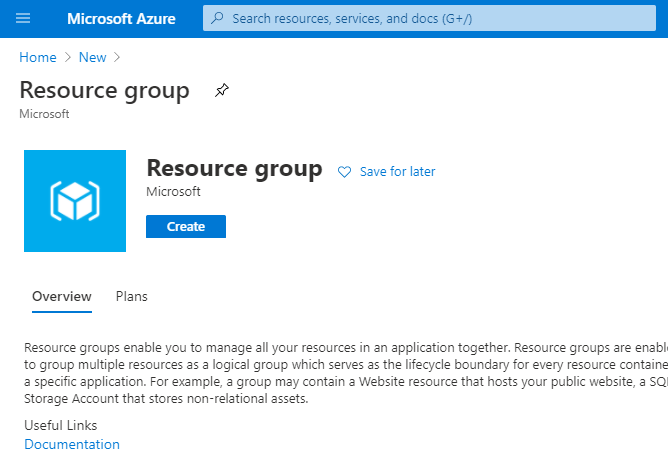 Microsoft Azure
Search resources, services, and docs (G+/)
Home > New >
Resource group
Microsoft
Resource group
Save for later
Microsoft
Create
Overview
Plans
Resource groups enable you to manage all your resources in an application together. Resource groups are enabl
to group multiple resources as a logical group which serves as the lifecycle boundary for every resource containe
a specific application. For example, a group may contain a Website resource that hosts your public website, a SQ
Storage Account that stores non-relational assets.
Useful Links
Documentation